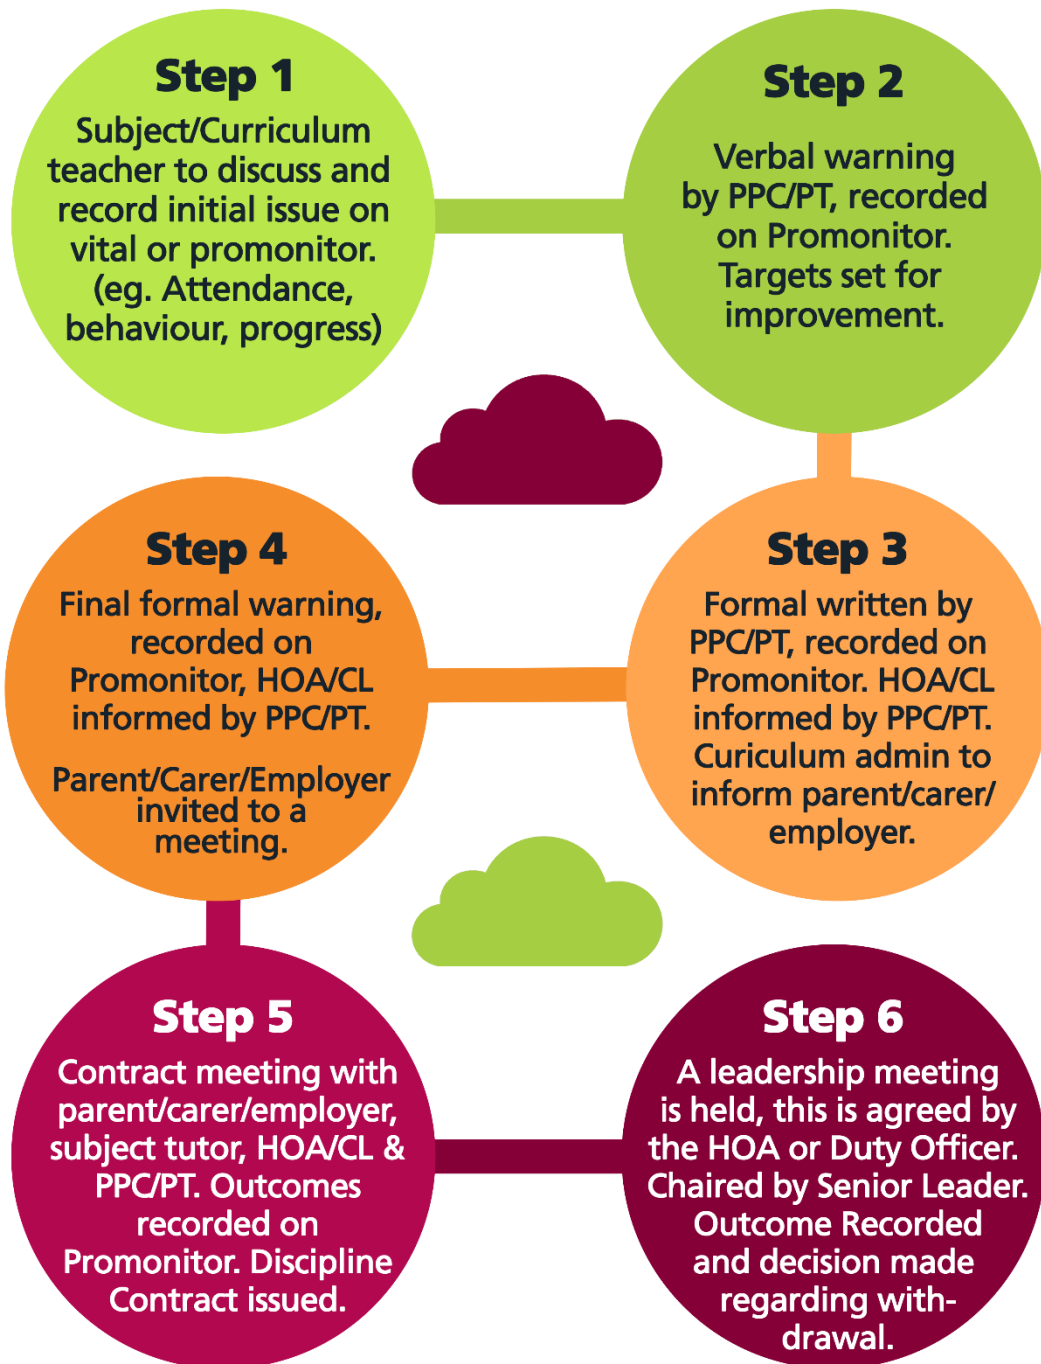 Step 1
Subject/Curriculum
teacher to discuss and
record initial issue on
vital or promonitor.
(eg. Attendance,
behaviour, progress)
Step 2
Verbal warning
by PPC/PT, recorded
on Promonitor.
Targets set for
improvement.
Step 3
Formal written by
PPC/PT, recorded on
Promonitor. HOA/CL
informed by PPC/PT.
Curiculum admin to
inform parent/carer/
employer.
Step 4
Final formal warning,
recorded on
Promonitor, HOA/CL
informed by PPC/PT.
Parent/Carer/Employer
invited to a
meeting.
Step 5
Contract meeting with
parent/carer/employer,
subject tutor, HOA/CL &
PPC/PT. Outcomes
recorded on
Promonitor. Discipline
Contract issued.
Step 6
A leadership meeting
is held, this is agreed by
the HOA or Duty Officer.
Chaired by Senior Leader.
Outcome Recorded
and decision made
regarding with-
drawal.